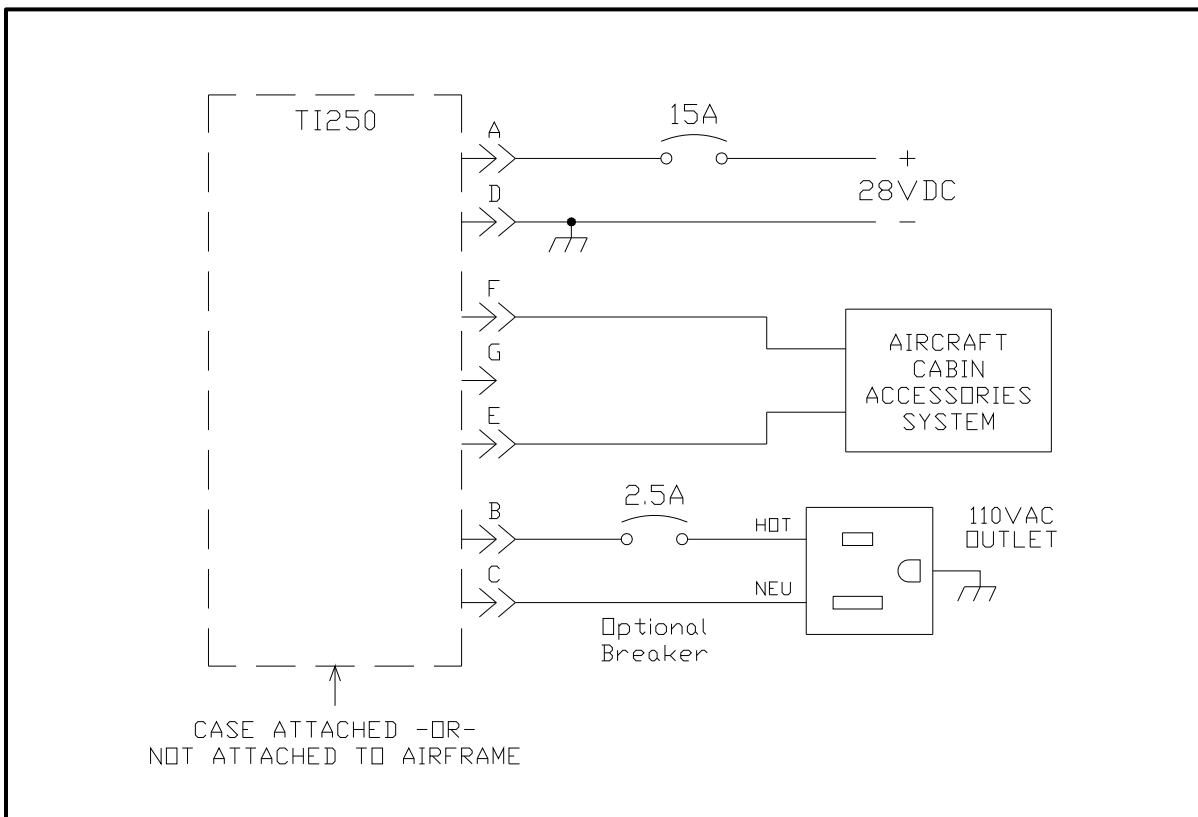 TI250
A
15A
+
28VDC
D
-
F
G
E
AIRCRAFT
CABIN
ACCESSORIES
SYSTEM
B
2.5A
HOT
110VAC
OUTLET
C
NEU
Optional
Breaker
CASE ATTACHED -OR-
NOT ATTACHED TO AIRFRAME